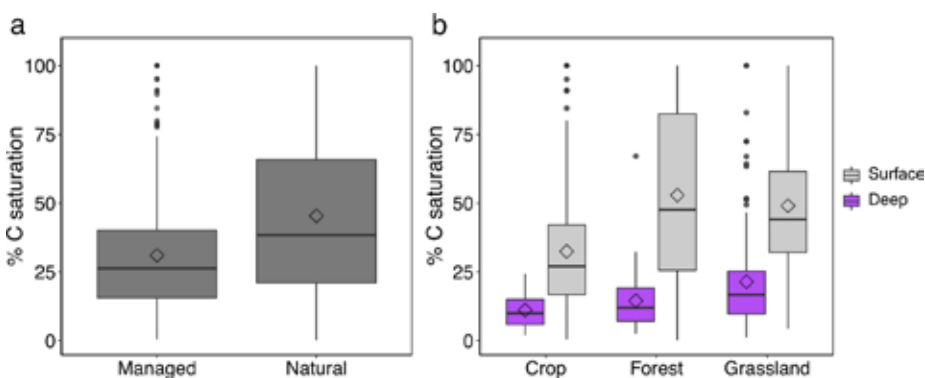 a
% C saturation
100
75
50
25
0
Managed Natural
b
% C saturation
100
75
50
25
0
Crop Forest Grassland
Surface
Deep